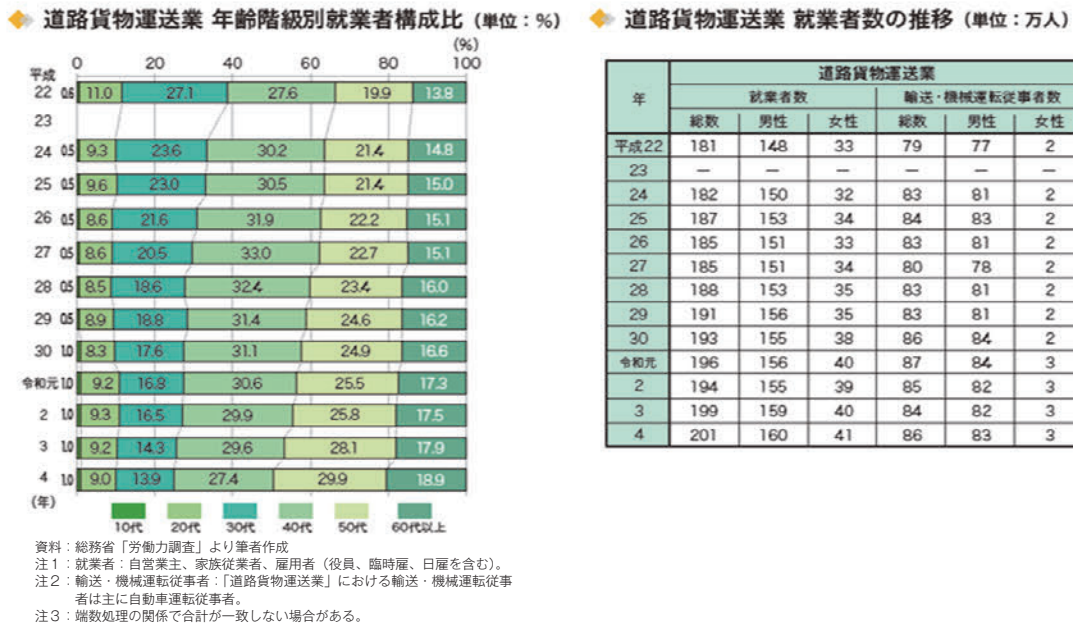 道路貨物運送業 年齢階級別就業者構成比（単位：％）
(%)
0 20 40 60 80 100
平成
22 0.6 11.0 27.1 27.6 19.9 13.8
23
24 0.5 9.3 23.6 30.2 21.4 14.8
25 0.5 9.6 23.0 30.5 21.4 15.0
26 0.5 8.6 21.6 31.9 22.2 15.1
27 0.5 8.6 20.5 33.0 22.7 15.1
28 0.5 8.5 18.6 32.4 23.4 16.0
29 0.5 8.9 18.8 31.4 24.6 16.2
30 1.0 8.3 17.6 31.1 24.9 16.6
令和元 1.0 9.2 16.8 30.6 25.5 17.3
2 1.0 9.3 16.5 29.9 25.8 17.5
3 1.0 9.2 14.3 29.6 28.1 17.9
4 1.0 9.0 13.9 27.4 29.9 18.9
(年)
10代 20代 30代 40代 50代 60代以上
資料：総務省「労働力調査」より筆者作成
注１：就業者：自営業主、家族従業者、雇用者（役員、臨時雇、日雇を含む）。
注２：輸送・機械運転従事者：「道路貨物運送業」における輸送・機械運転従事
者は主に自動車運転従事者。
注３：端数処理の関係で合計が一致しない場合がある。
道路貨物運送業 就業者数の推移（単位：万人）
年 道路貨物運送業
就業者数 輸送・機械運転従事者数
総数 男性 女性 総数 男性 女性
平成22 181 148 33 79 77 2
23 － － － － － －
24 182 150 32 83 81 2
25 187 153 34 84 83 2
26 185 151 33 83 81 2
27 185 151 34 80 78 2
28 188 153 35 83 81 2
29 191 156 35 83 81 2
30 193 155 38 86 84 2
令和元 196 156 40 87 84 3
2 194 155 39 85 82 3
3 199 159 40 84 82 3
4 201 160 41 86 83 3